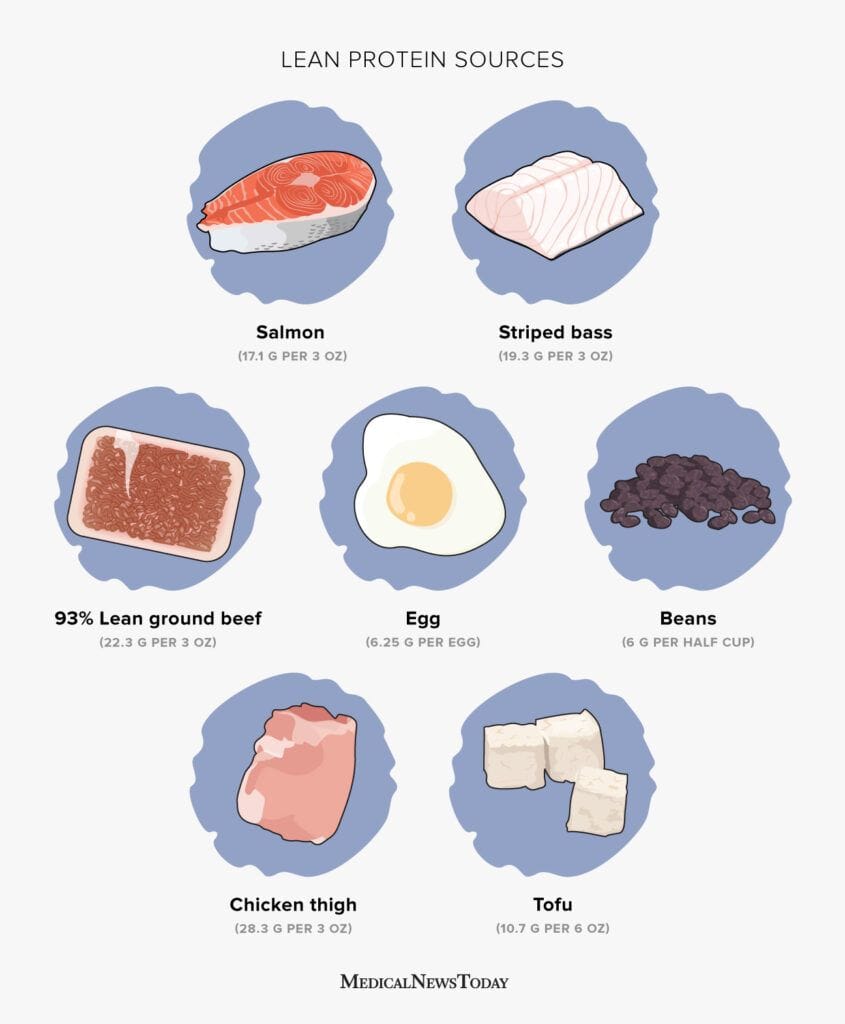 LEAN PROTEIN SOURCES
Salmon
(17.1 G PER 3 OZ)
Striped bass
(19.3 G PER 3 OZ)
93% Lean ground beef
(22.3 G PER 3 OZ)
Egg
(6.25 G PER EGG)
Beans
(6 G PER HALF CUP)
Chicken thigh
(28.3 G PER 3 OZ)
Tofu
(10.7 G PER 6 OZ)
MEDICALNEWSTODAY